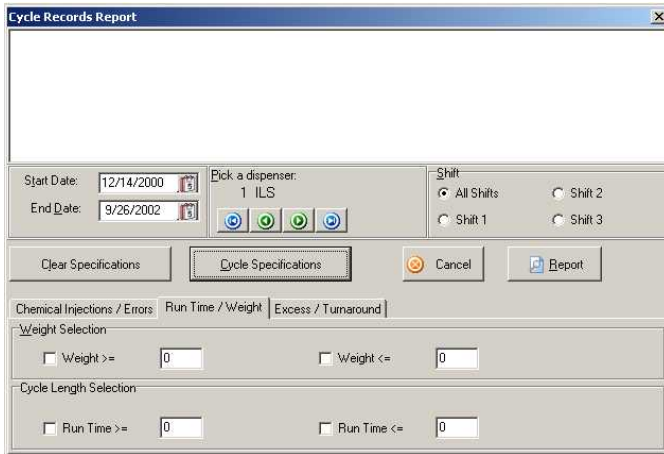 Cycle Records Report
Start Date: 12/14/2000
End Date: 9/26/2002
Pick a dispenser:
1 ILS
Shift
All Shifts
Shift 2
Shift 1
Shift 3
Clear Specifications
Cycle Specifications
Cancel
Report
Chemical Injections / Errors
Run Time / Weight
Excess / Turnaround
Weight Selection
Weight >= 0
Weight <= 0
Cycle Length Selection
Run Time >= 0
Run Time <= 0